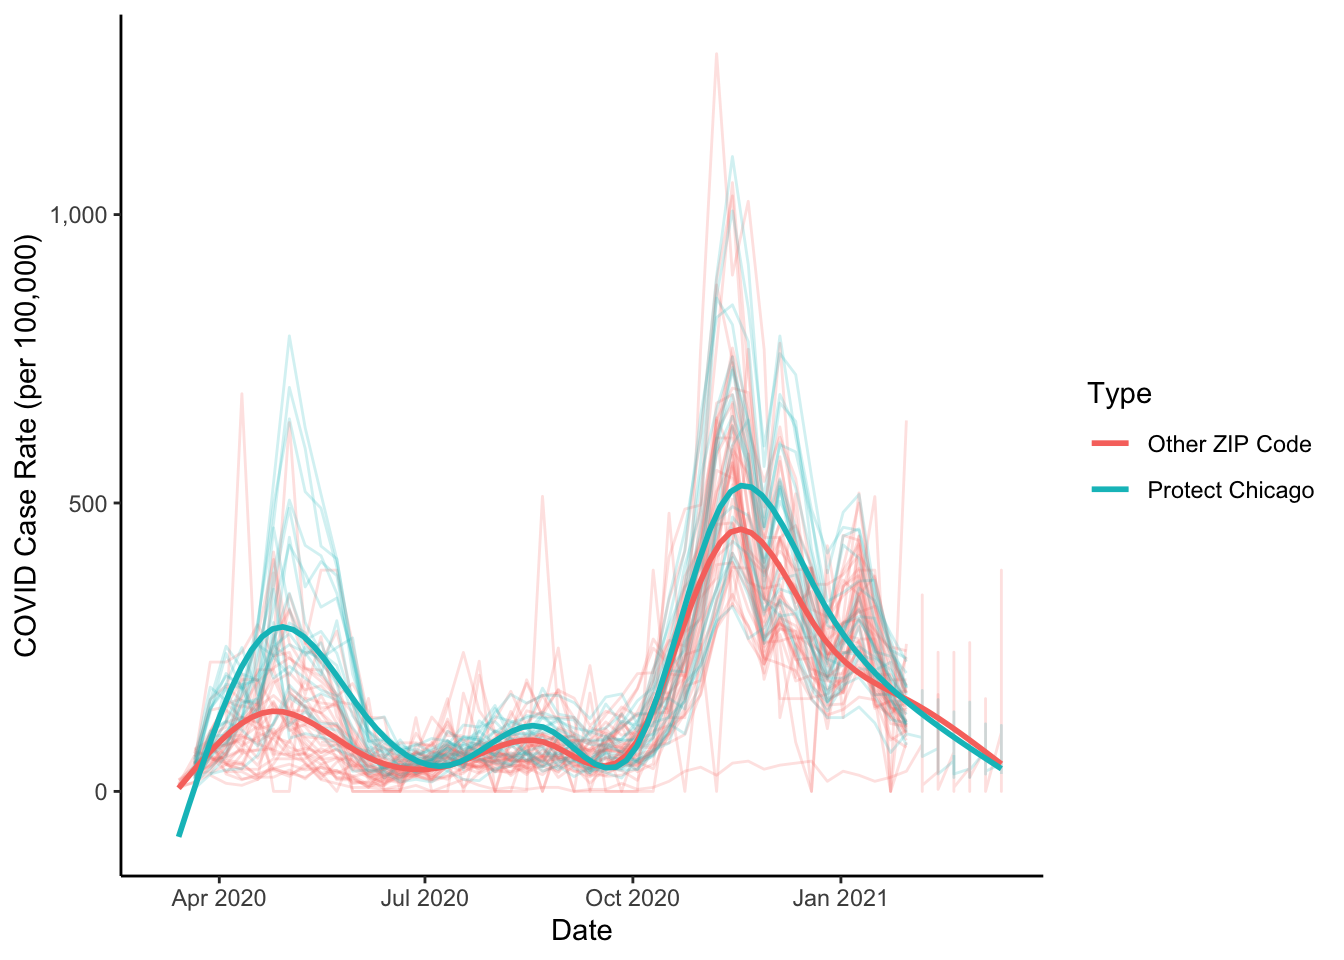 COVID Case Rate (per 100,000)
1,000
500
0
Apr 2020
Jul 2020
Oct 2020
Jan 2021
Date
Type
Other ZIP Code
Protect Chicago